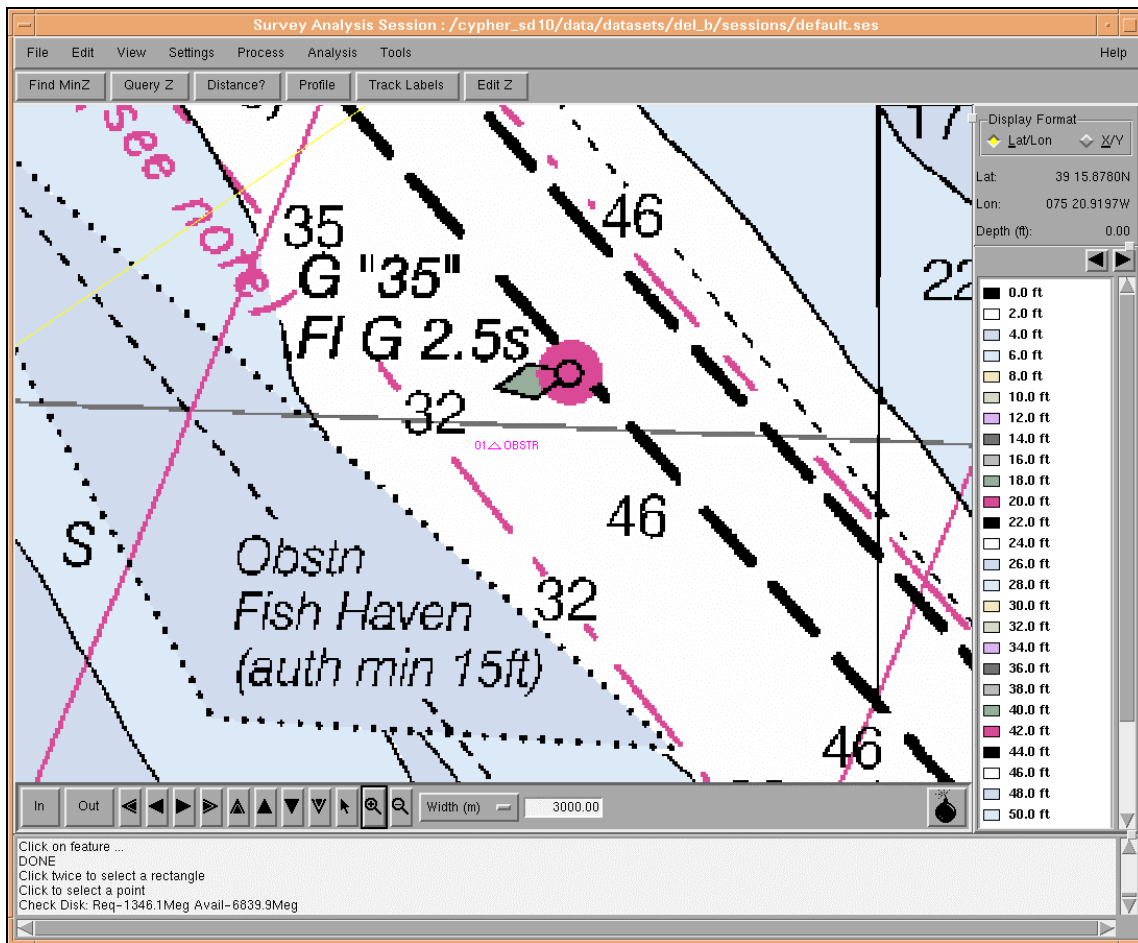 Survey Analysis Session : /cypher_sd10/data/datasets/del_b/sessions/default.ses
File Edit View Settings Process Analysis Tools Help
Find MinZ Query Z Distance? Profile Track Labels Edit Z
see note)
35
G "35"
Fl G 2.5s
32
46
17
22
01 OBSTR
46
S
Obstn
Fish Haven
(auth min 15ft)
32
46
Display Format
Lat/Lon X/Y
Lat: 39 15.8780N
Lon: 075 20.9197W
Depth (ft): 0.00
0.0 ft
2.0 ft
4.0 ft
6.0 ft
8.0 ft
10.0 ft
12.0 ft
14.0 ft
16.0 ft
18.0 ft
20.0 ft
22.0 ft
24.0 ft
26.0 ft
28.0 ft
30.0 ft
32.0 ft
34.0 ft
36.0 ft
38.0 ft
40.0 ft
42.0 ft
44.0 ft
46.0 ft
48.0 ft
50.0 ft
In Out Width (m) 3000.00
Click on feature ...
DONE
Click twice to select a rectangle
Click to select a point
Check Disk: Req-1346.1Meg Avail-6839.9Meg